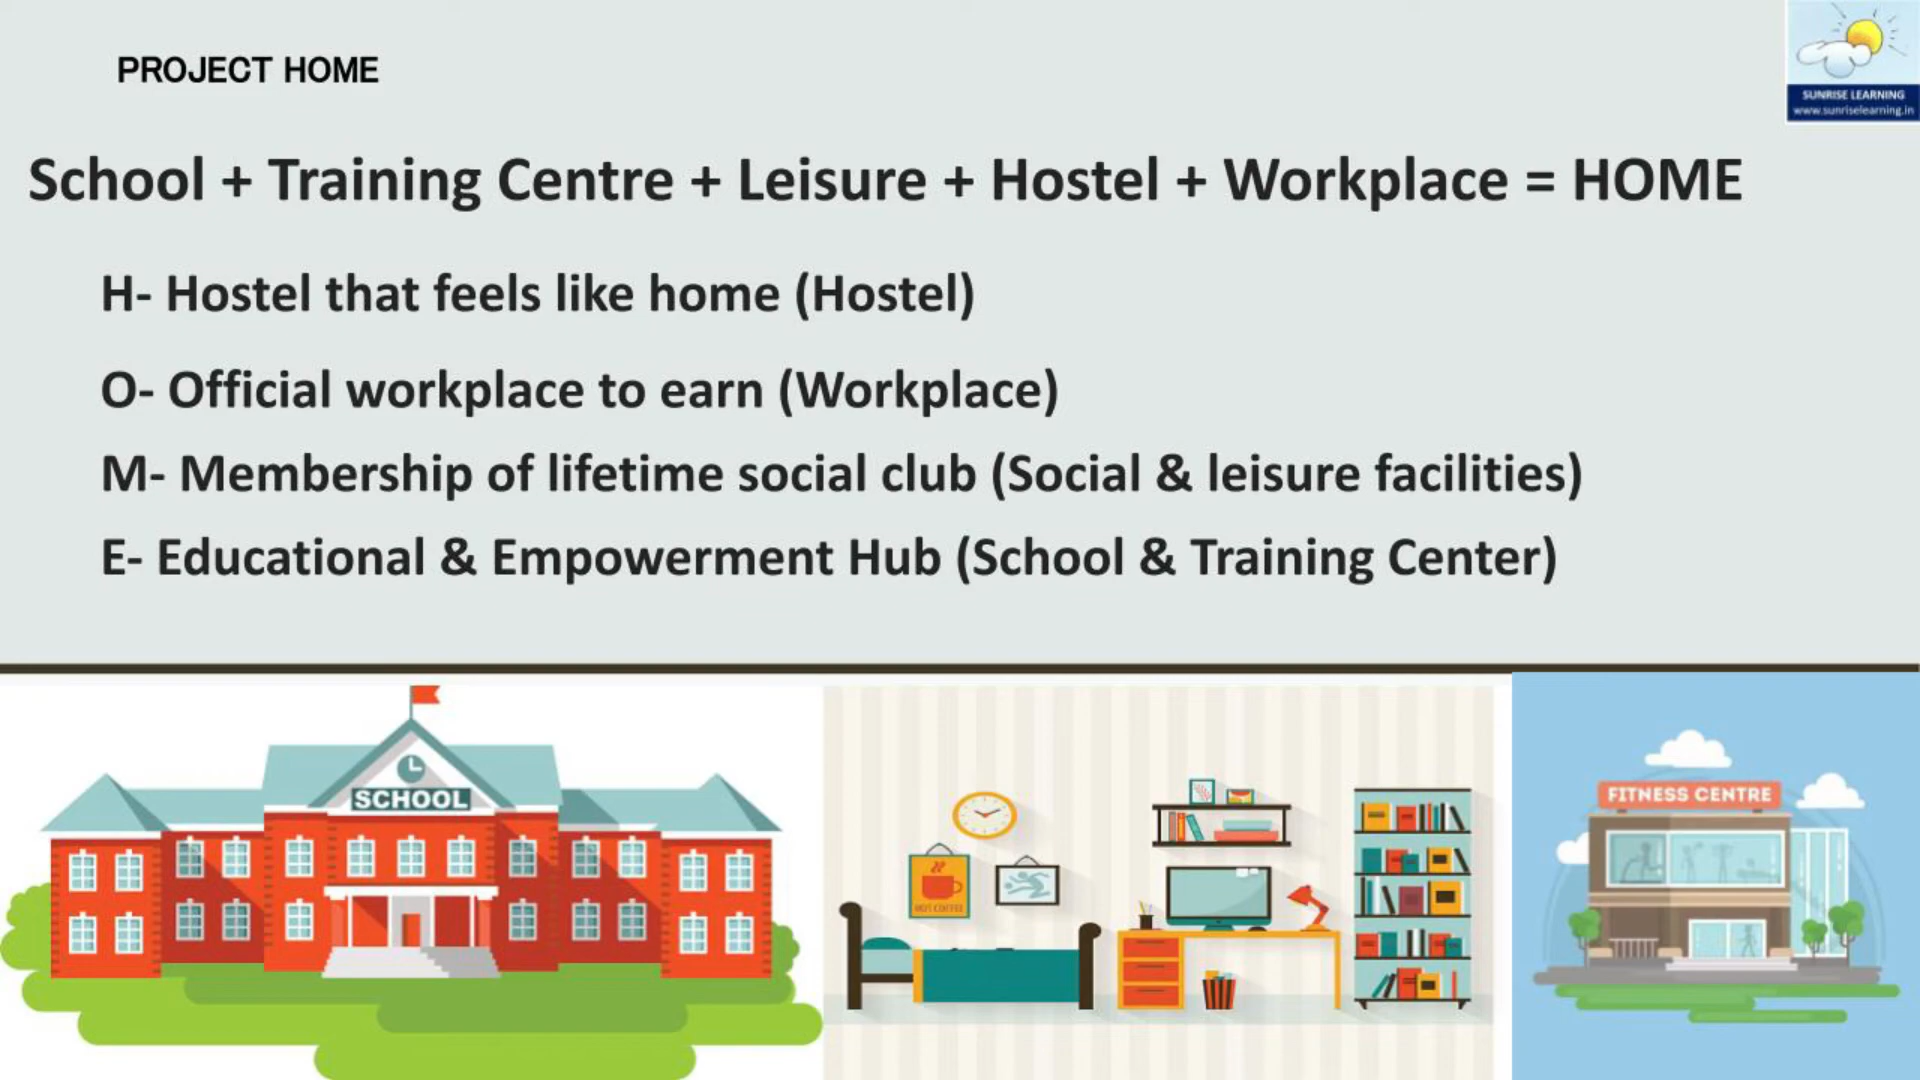 PROJECT HOME
SUNRISE LEARNING
www.sunriselearning.in
School + Training Centre + Leisure + Hostel + Workplace = HOME
H- Hostel that feels like home (Hostel)
O- Official workplace to earn (Workplace)
M- Membership of lifetime social club (Social & leisure facilities)
E- Educational & Empowerment Hub (School & Training Center)
SCHOOL
HOT COFFEE
FITNESS CENTRE